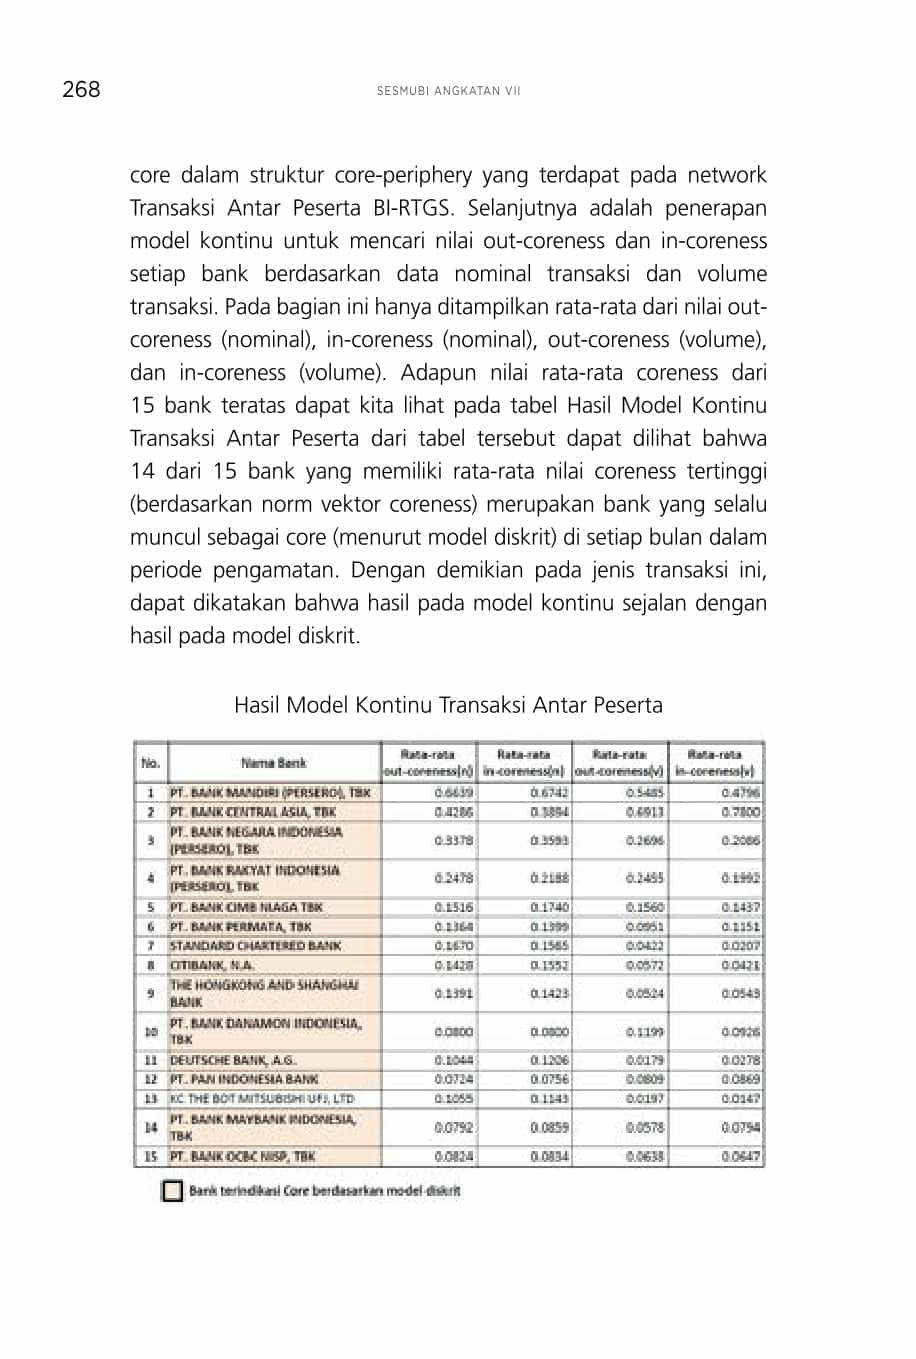 268
SESMUBI ANGKATAN VII
core dalam struktur core-periphery yang terdapat pada network
Transaksi Antar Peserta BI-RTGS. Selanjutnya adalah penerapan
model kontinu untuk mencari nilai out-coreness dan in-coreness
setiap bank berdasarkan data nominal transaksi dan volume
transaksi. Pada bagian ini hanya ditampilkan rata-rata dari nilai out-
coreness (nominal), in-coreness (nominal), out-coreness (volume),
dan in-coreness (volume). Adapun nilai rata-rata coreness dari
15 bank teratas dapat kita lihat pada tabel Hasil Model Kontinu
Transaksi Antar Peserta dari tabel tersebut dapat dilihat bahwa
14 dari 15 bank yang memiliki rata-rata nilai coreness tertinggi
(berdasarkan norm vektor coreness) merupakan bank yang selalu
muncul sebagai core (menurut model diskrit) di setiap bulan dalam
periode pengamatan. Dengan demikian pada jenis transaksi ini,
dapat dikatakan bahwa hasil pada model kontinu sejalan dengan
hasil pada model diskrit.
Hasil Model Kontinu Transaksi Antar Peserta
No. Nama Bank Rata-rata out-coreness(n) Rata-rata in-coreness(n) Rata-rata out-coreness(v) Rata-rata in-coreness(v)
1 PT. BANK MANDIRI (PERSERO), TBK 0.6639 0.6742 0.5485 0.4796
2 PT. BANK CENTRAL ASIA, TBK 0.4286 0.3894 0.6913 0.7800
3 PT. BANK NEGARA INDONESIA
(PERSERO), TBK 0.3378 0.3593 0.2696 0.2086
4 PT. BANK RAKYAT INDONESIA
(PERSERO), TBK 0.2478 0.2188 0.2455 0.1992
5 PT. BANK CIMB NIAGA TBK 0.1516 0.1740 0.1560 0.1437
6 PT. BANK PERMATA, TBK 0.1364 0.1399 0.0951 0.1151
7 STANDARD CHARTERED BANK 0.1670 0.1565 0.0422 0.0207
8 CITIBANK, N.A. 0.1428 0.1552 0.0572 0.0421
9 THE HONGKONG AND SHANGHAI
BANK 0.1391 0.1423 0.0524 0.0543
10 PT. BANK DANAMON INDONESIA,
TBK 0.0800 0.0800 0.1199 0.0926
11 DEUTSCHE BANK, A.G. 0.1044 0.1206 0.0179 0.0278
12 PT. PAN INDONESIA BANK 0.0724 0.0756 0.0809 0.0869
13 KC THE BOT MITSUBISHI UFJ, LTD 0.1055 0.1143 0.0197 0.0147
14 PT. BANK MAYBANK INDONESIA,
TBK 0.0792 0.0859 0.0578 0.0794
15 PT. BANK OCBC NISP, TBK 0.0824 0.0834 0.0638 0.0647
Bank terindikasi Core berdasarkan model diskrit